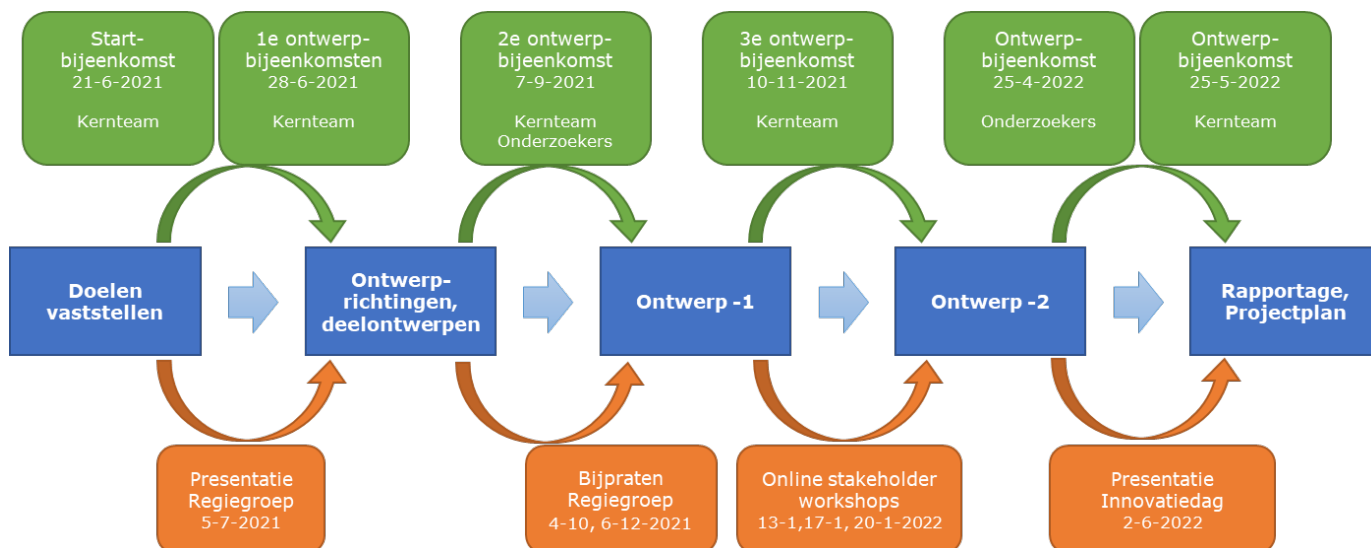 Start-
bijeenkomst
21-6-2021
Kernteam
1e ontwerp-
bijeenkomsten
28-6-2021
Kernteam
2e ontwerp-
bijeenkomst
7-9-2021
Kernteam
Onderzoekers
3e ontwerp-
bijeenkomst
10-11-2021
Kernteam
Ontwerp-
bijeenkomst
25-4-2022
Onderzoekers
Ontwerp-
bijeenkomst
25-5-2022
Kernteam
Doelen
vaststellen
Ontwerp-
richtingen,
deelontwerpen
Ontwerp -1
Ontwerp -2
Rapportage,
Projectplan
Presentatie
Regiegroep
5-7-2021
Bijpraten
Regiegroep
4-10, 6-12-2021
Online stakeholder
workshops
13-1,17-1, 20-1-2022
Presentatie
Innovatiedag
2-6-2022